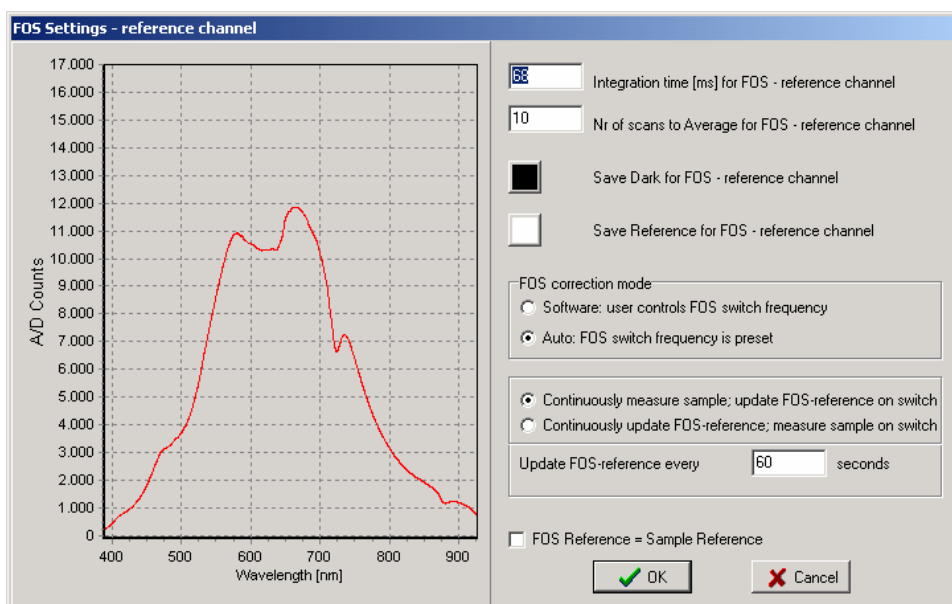 FOS Settings - reference channel
17.000
16.000
15.000
14.000
13.000
12.000
11.000
10.000
9.000
8.000
7.000
6.000
5.000
4.000
3.000
2.000
1.000
0
A/D Counts
400 500 600 700 800 900
Wavelength [nm]
68 Integration time [ms] for FOS - reference channel
10 Nr of scans to Average for FOS - reference channel
Save Dark for FOS - reference channel
Save Reference for FOS - reference channel
FOS correction mode
Software: user controls FOS switch frequency
Auto: FOS switch frequency is preset
Continuously measure sample; update FOS-reference on switch
Continuously update FOS-reference; measure sample on switch
Update FOS-reference every 60 seconds
FOS Reference = Sample Reference
OK Cancel